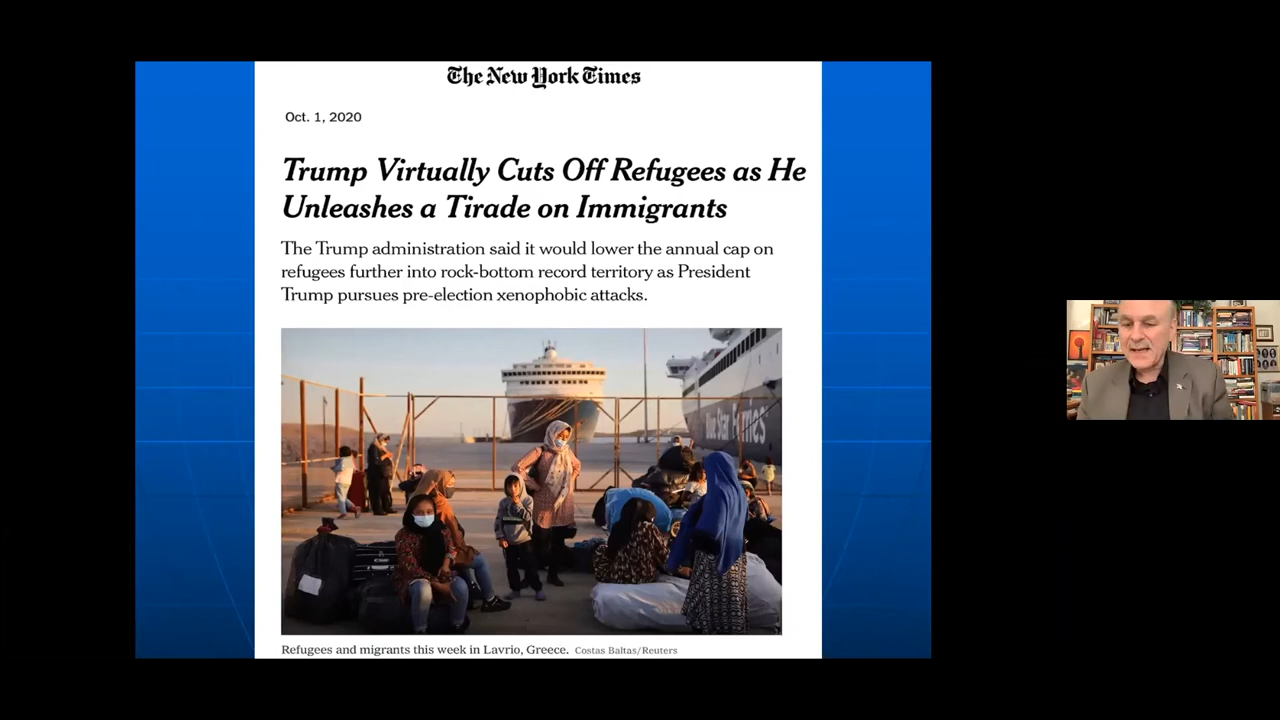 The New York Times
Oct. 1, 2020
Trump Virtually Cuts Off Refugees as He
Unleashes a Tirade on Immigrants
The Trump administration said it would lower the annual cap on
refugees further into rock-bottom record territory as President
Trump pursues pre-election xenophobic attacks.
Star Ferries
Refugees and migrants this week in Lavrio, Greece. Costas Baltas/Reuters